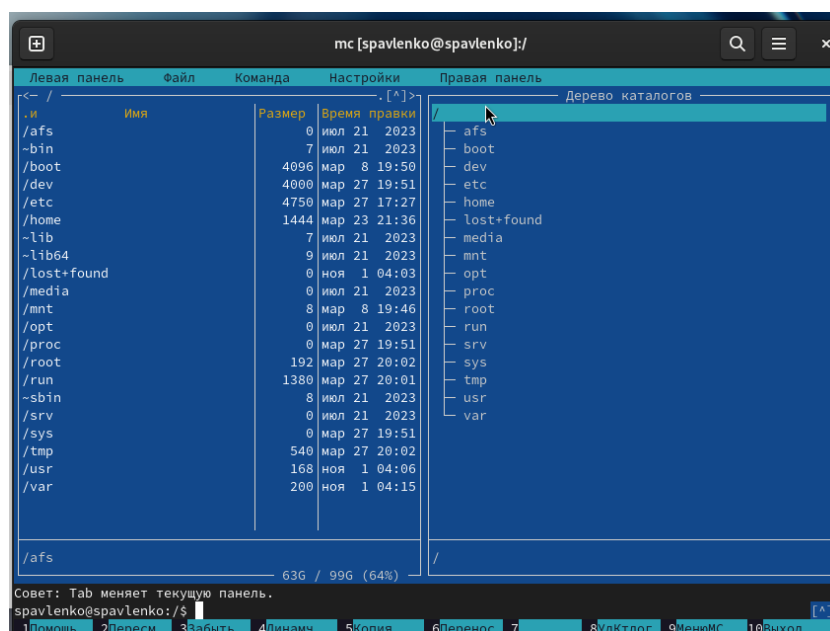 mc [spavlenko@spavlenko]:/
Левая панель Файл Команда Настройки Правая панель
<— / .[^]>
.и Имя Размер Время правки
/afs 0 июл 21 2023
~bin 7 июл 21 2023
/boot 4096 мар 8 19:50
/dev 4000 мар 27 19:51
/etc 4750 мар 27 17:27
/home 1444 мар 23 21:36
~lib 7 июл 21 2023
~lib64 9 июл 21 2023
/lost+found 0 ноя 1 04:03
/media 0 июл 21 2023
/mnt 8 мар 8 19:46
/opt 0 июл 21 2023
/proc 0 мар 27 19:51
/root 192 мар 27 20:02
/run 1380 мар 27 20:01
~sbin 8 июл 21 2023
/srv 0 июл 21 2023
/sys 0 мар 27 19:51
/tmp 540 мар 27 20:02
/usr 168 ноя 1 04:06
/var 200 ноя 1 04:15
/afs
63G / 99G (64%)
Дерево каталогов
/
afs
boot
dev
etc
home
lost+found
media
mnt
opt
proc
root
run
srv
sys
tmp
usr
var
/
Совет: Tab меняет текущую панель.
spavlenko@spavlenko:/$ [^]
1Помощь 2Пересм 3Забыть 4Динамч 5Копия 6Перенос 7 8УдКтлог 9МенюMC 10Выход